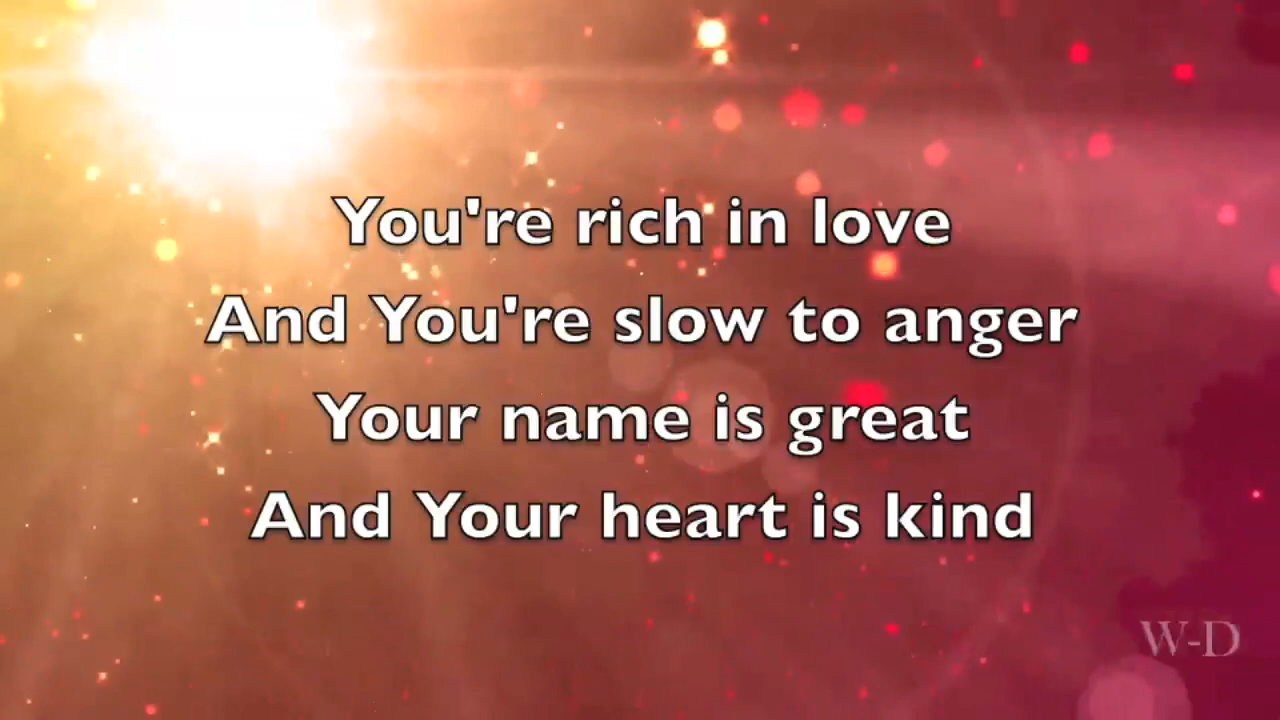 You're rich in love
And You're slow to anger
Your name is great
And Your heart is kind
W-D